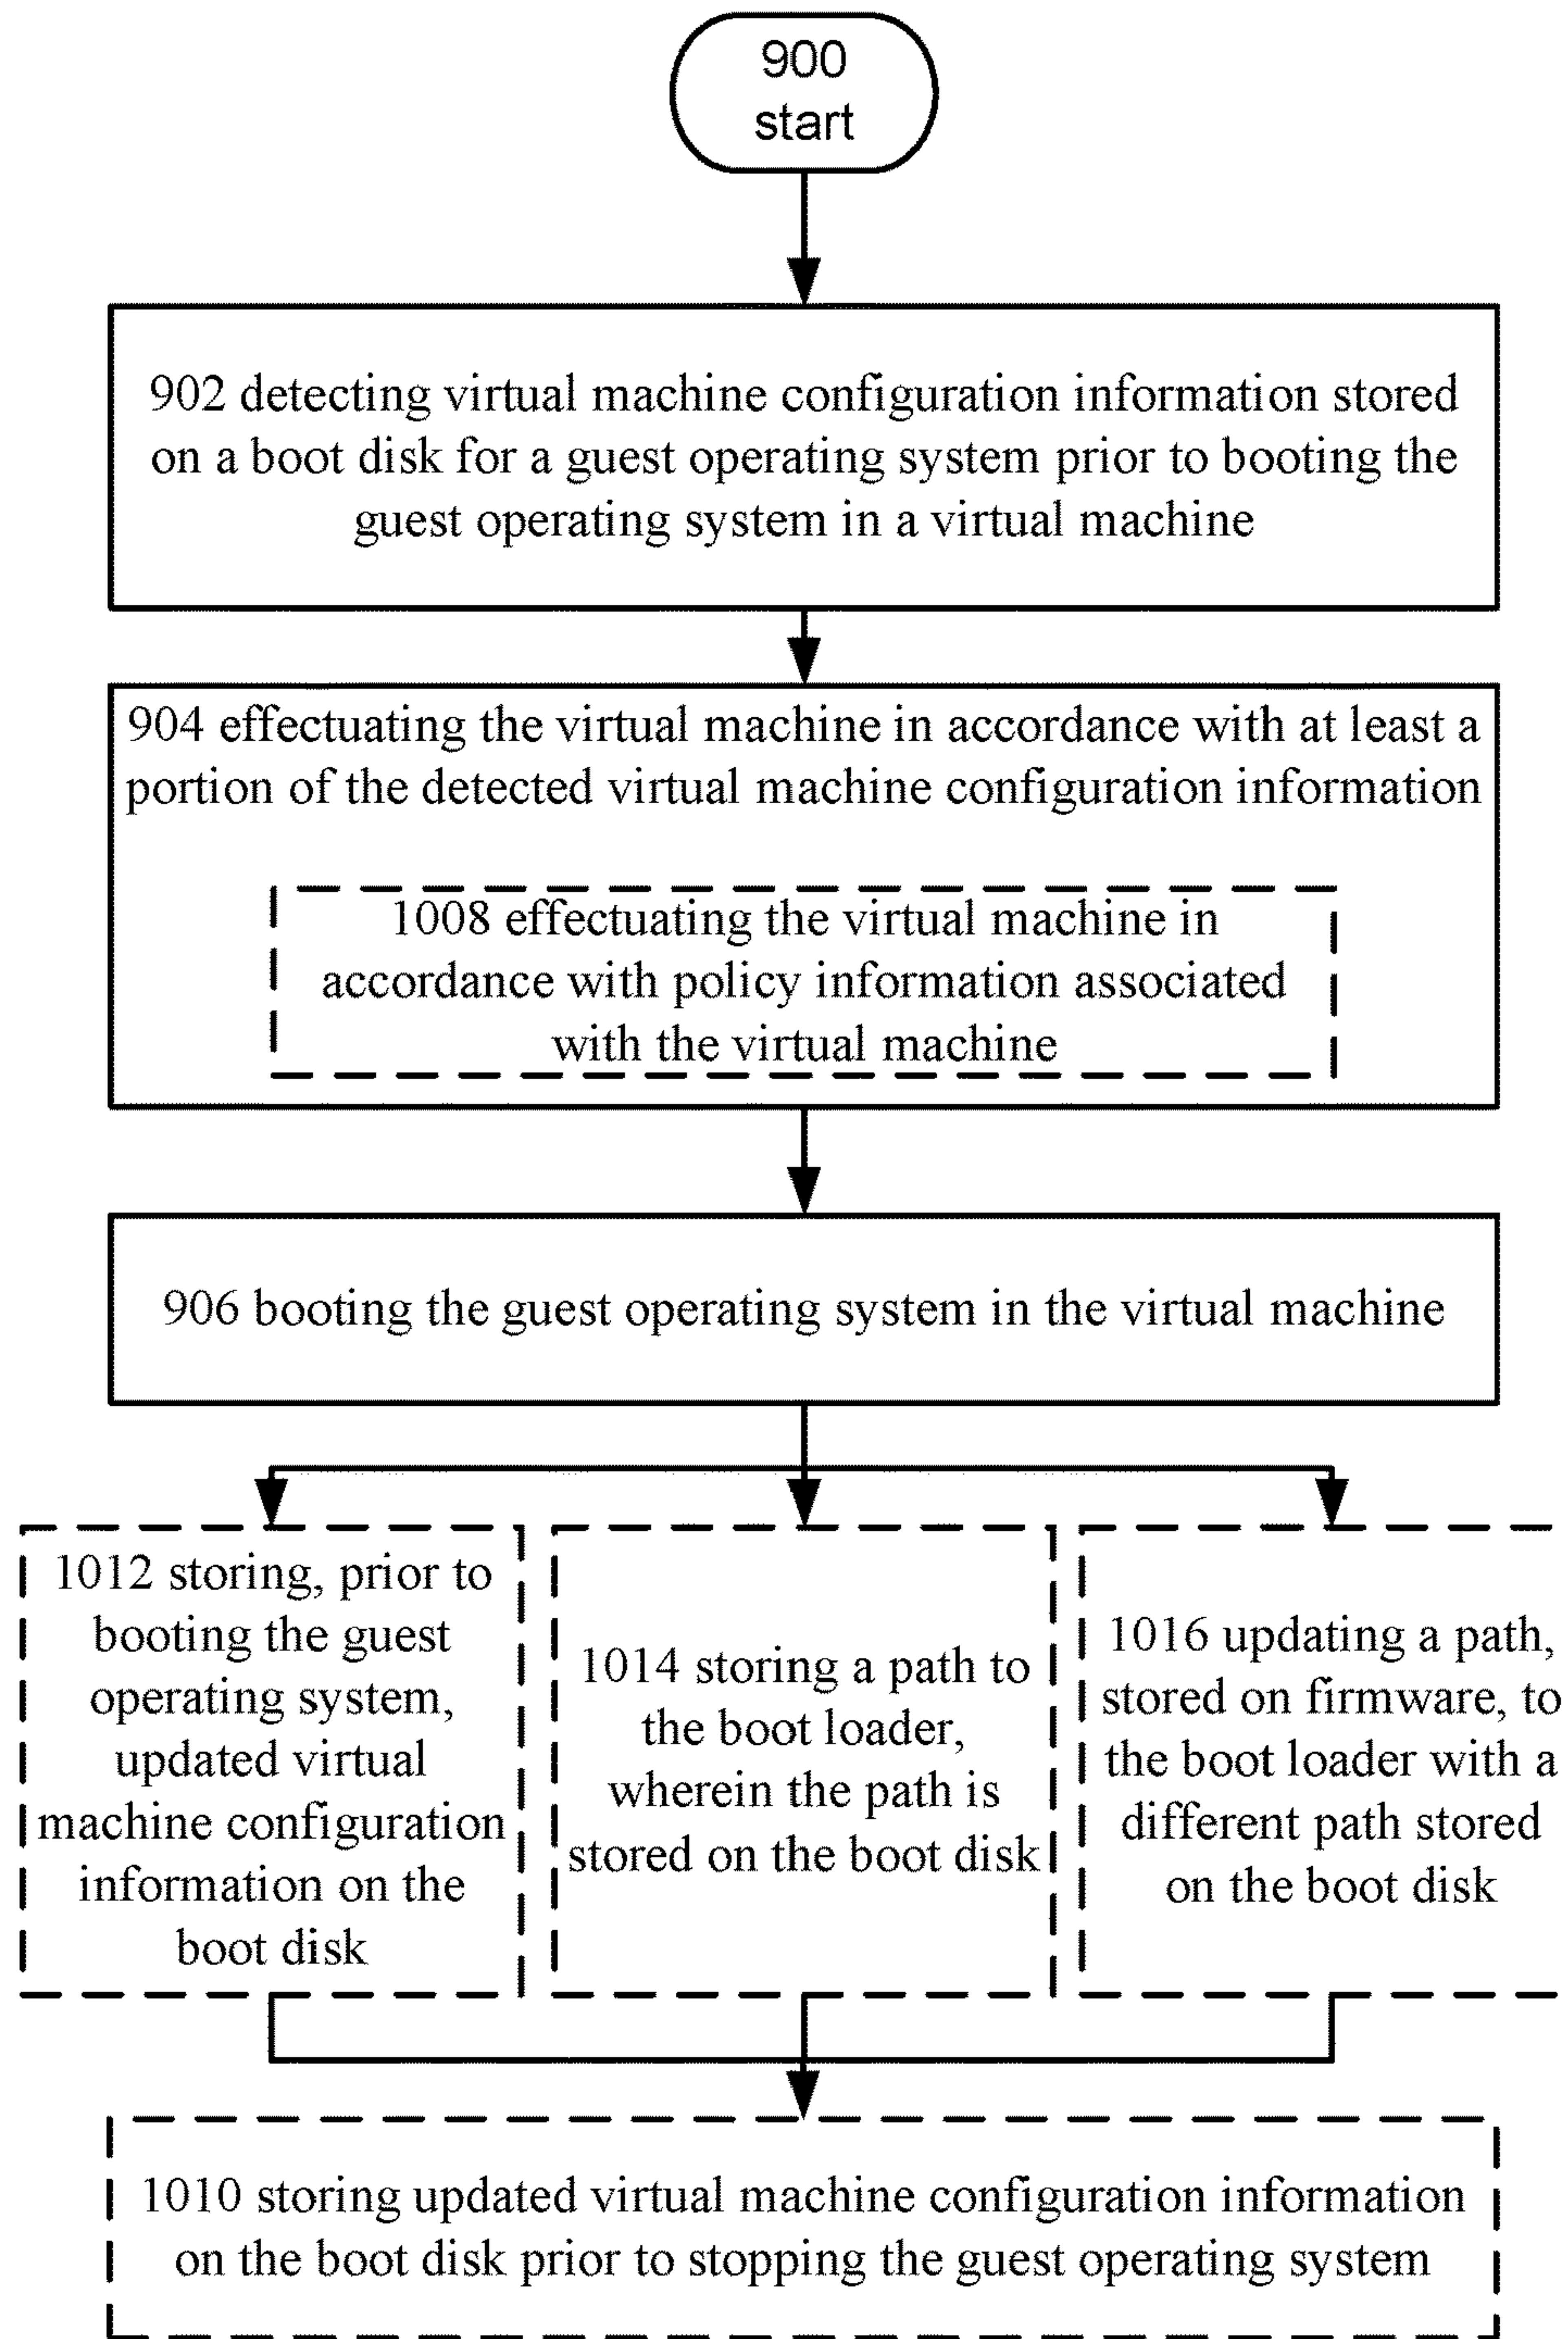 900
start
902 detecting virtual machine configuration information stored
on a boot disk for a guest operating system prior to booting the
guest operating system in a virtual machine
904 effectuating the virtual machine in accordance with at least a
portion of the detected virtual machine configuration information
1008 effectuating the virtual machine in
accordance with policy information associated
with the virtual machine
906 booting the guest operating system in the virtual machine
1012 storing, prior to
booting the guest
operating system,
updated virtual
machine configuration
information on the
boot disk
1014 storing a path to
the boot loader,
wherein the path is
stored on the boot disk
1016 updating a path,
stored on firmware, to
the boot loader with a
different path stored
on the boot disk
1010 storing updated virtual machine configuration information
on the boot disk prior to stopping the guest operating system